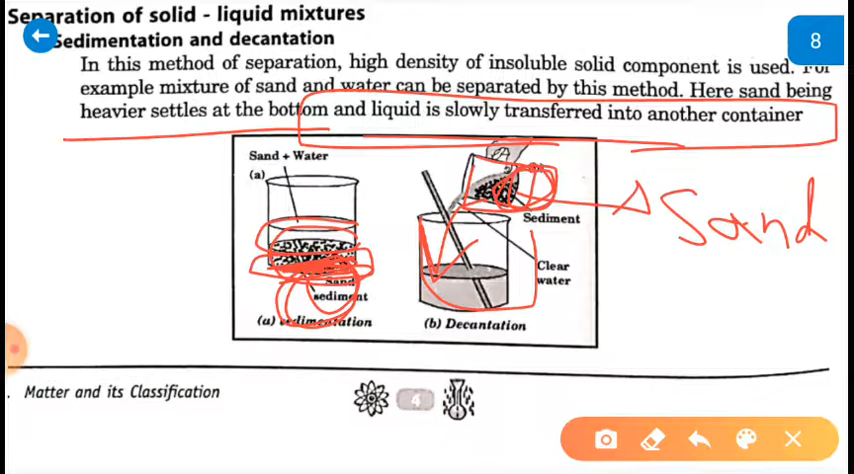 Separation of solid - liquid mixtures
Sedimentation and decantation
8
In this method of separation, high density of insoluble solid component is used. For
example mixture of sand and water can be separated by this method. Here sand being
heavier settles at the bottom and liquid is slowly transferred into another container
Sand + Water
(a)
Sediment
Sand
Clear
water
Sand
sediment
(a) sedimentation
(b) Decantation
. Matter and its Classification
4